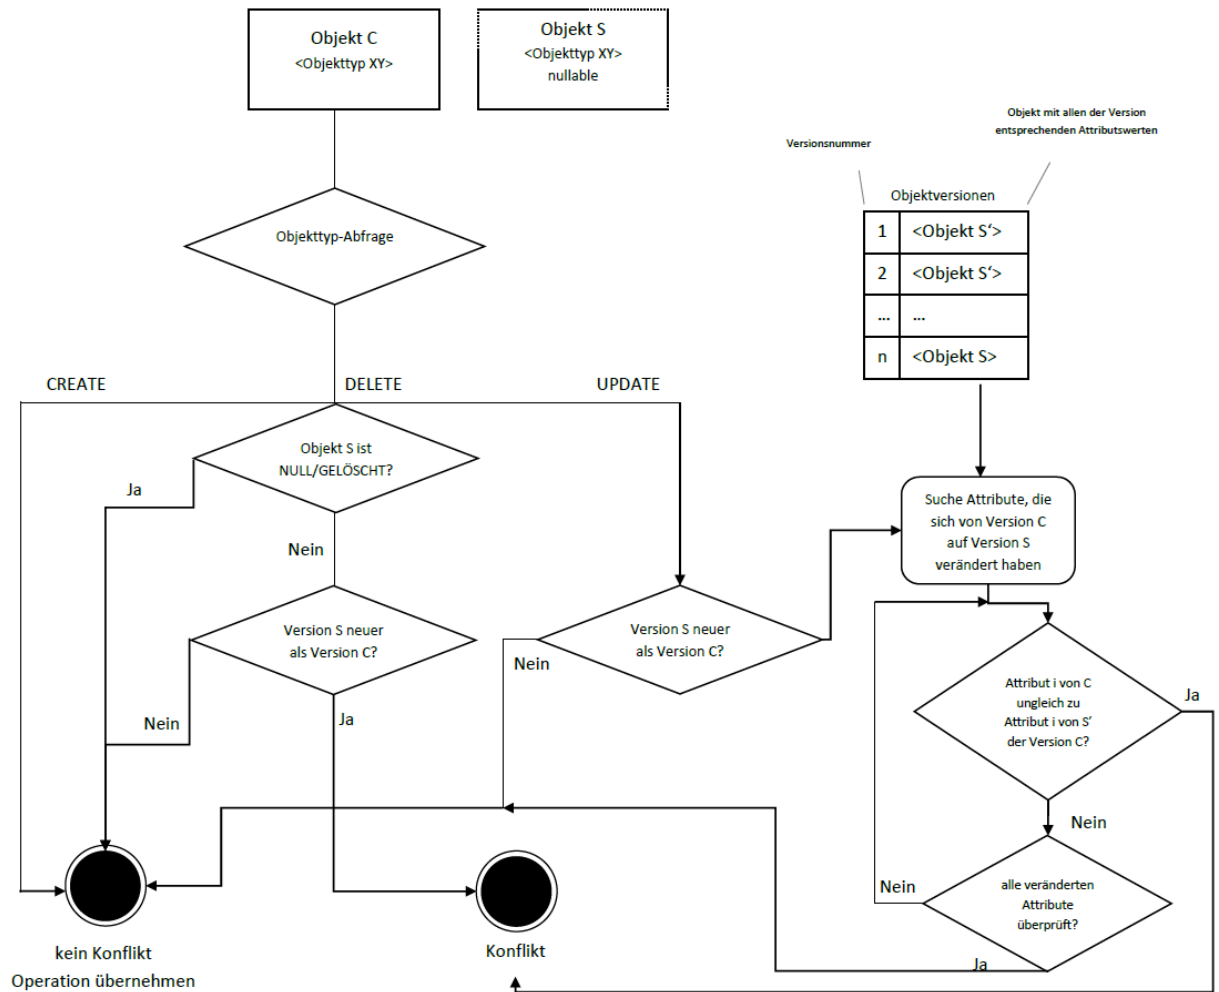 Objekt C
<Objekttyp XY>
Objekt S
<Objekttyp XY>
nullable
Objekt mit allen der Version
entsprechenden Attributswerten
Versionsnummer
Objektversionen
1 <Objekt S‘>
2 <Objekt S‘>
... ...
n <Objekt S>
Objekttyp-Abfrage
CREATE
DELETE
UPDATE
Objekt S ist
NULL/GELÖSCHT?
Ja
Nein
Suche Attribute, die
sich von Version C
auf Version S
verändert haben
Version S neuer
als Version C?
Nein
Ja
Version S neuer
als Version C?
Nein
Attribut i von C
ungleich zu
Attribut i von S’
der Version C?
Ja
Nein
alle veränderten
Attribute
überprüft?
Nein
Ja
kein Konflikt
Operation übernehmen
Konflikt